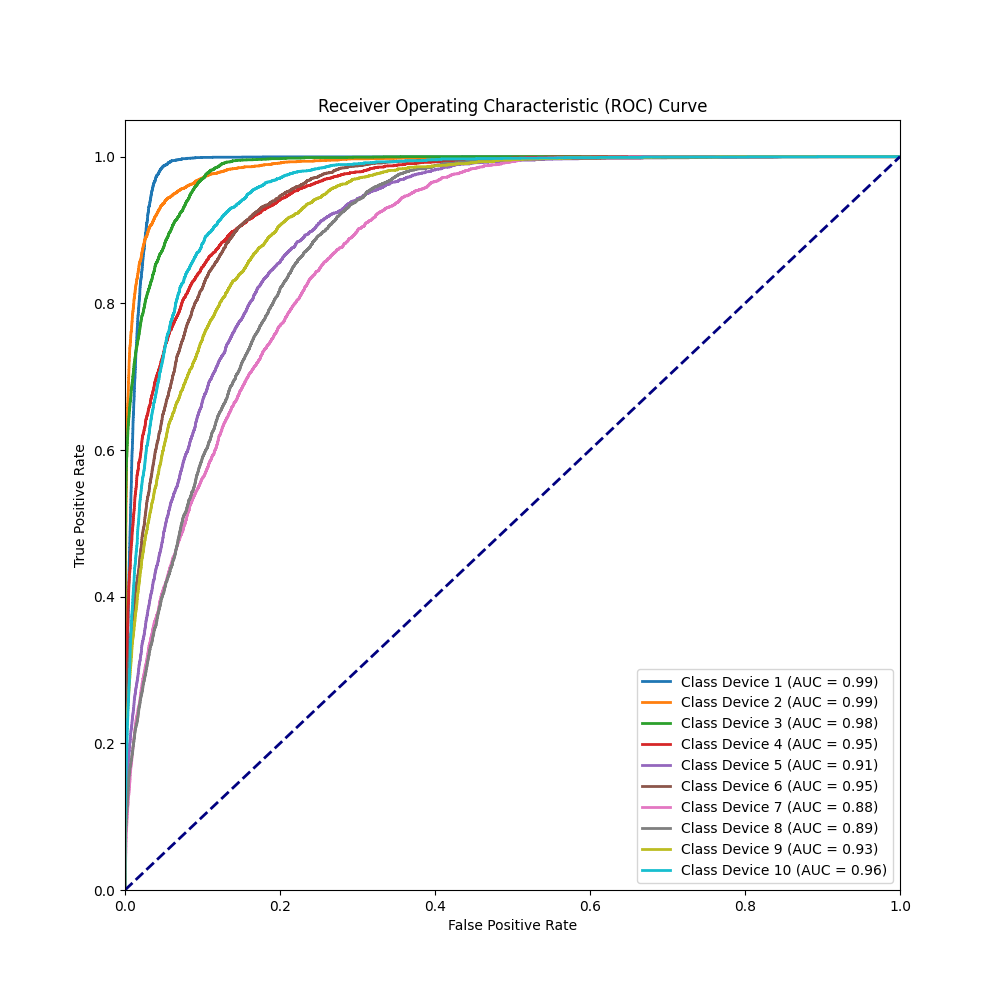 Receiver Operating Characteristic (ROC) Curve
1.0
0.8
0.6
0.4
0.2
0.0
True Positive Rate
Class Device 1 (AUC = 0.99)
Class Device 2 (AUC = 0.99)
Class Device 3 (AUC = 0.98)
Class Device 4 (AUC = 0.95)
Class Device 5 (AUC = 0.91)
Class Device 6 (AUC = 0.95)
Class Device 7 (AUC = 0.88)
Class Device 8 (AUC = 0.89)
Class Device 9 (AUC = 0.93)
Class Device 10 (AUC = 0.96)
0.0 0.2 0.4 0.6 0.8 1.0
False Positive Rate